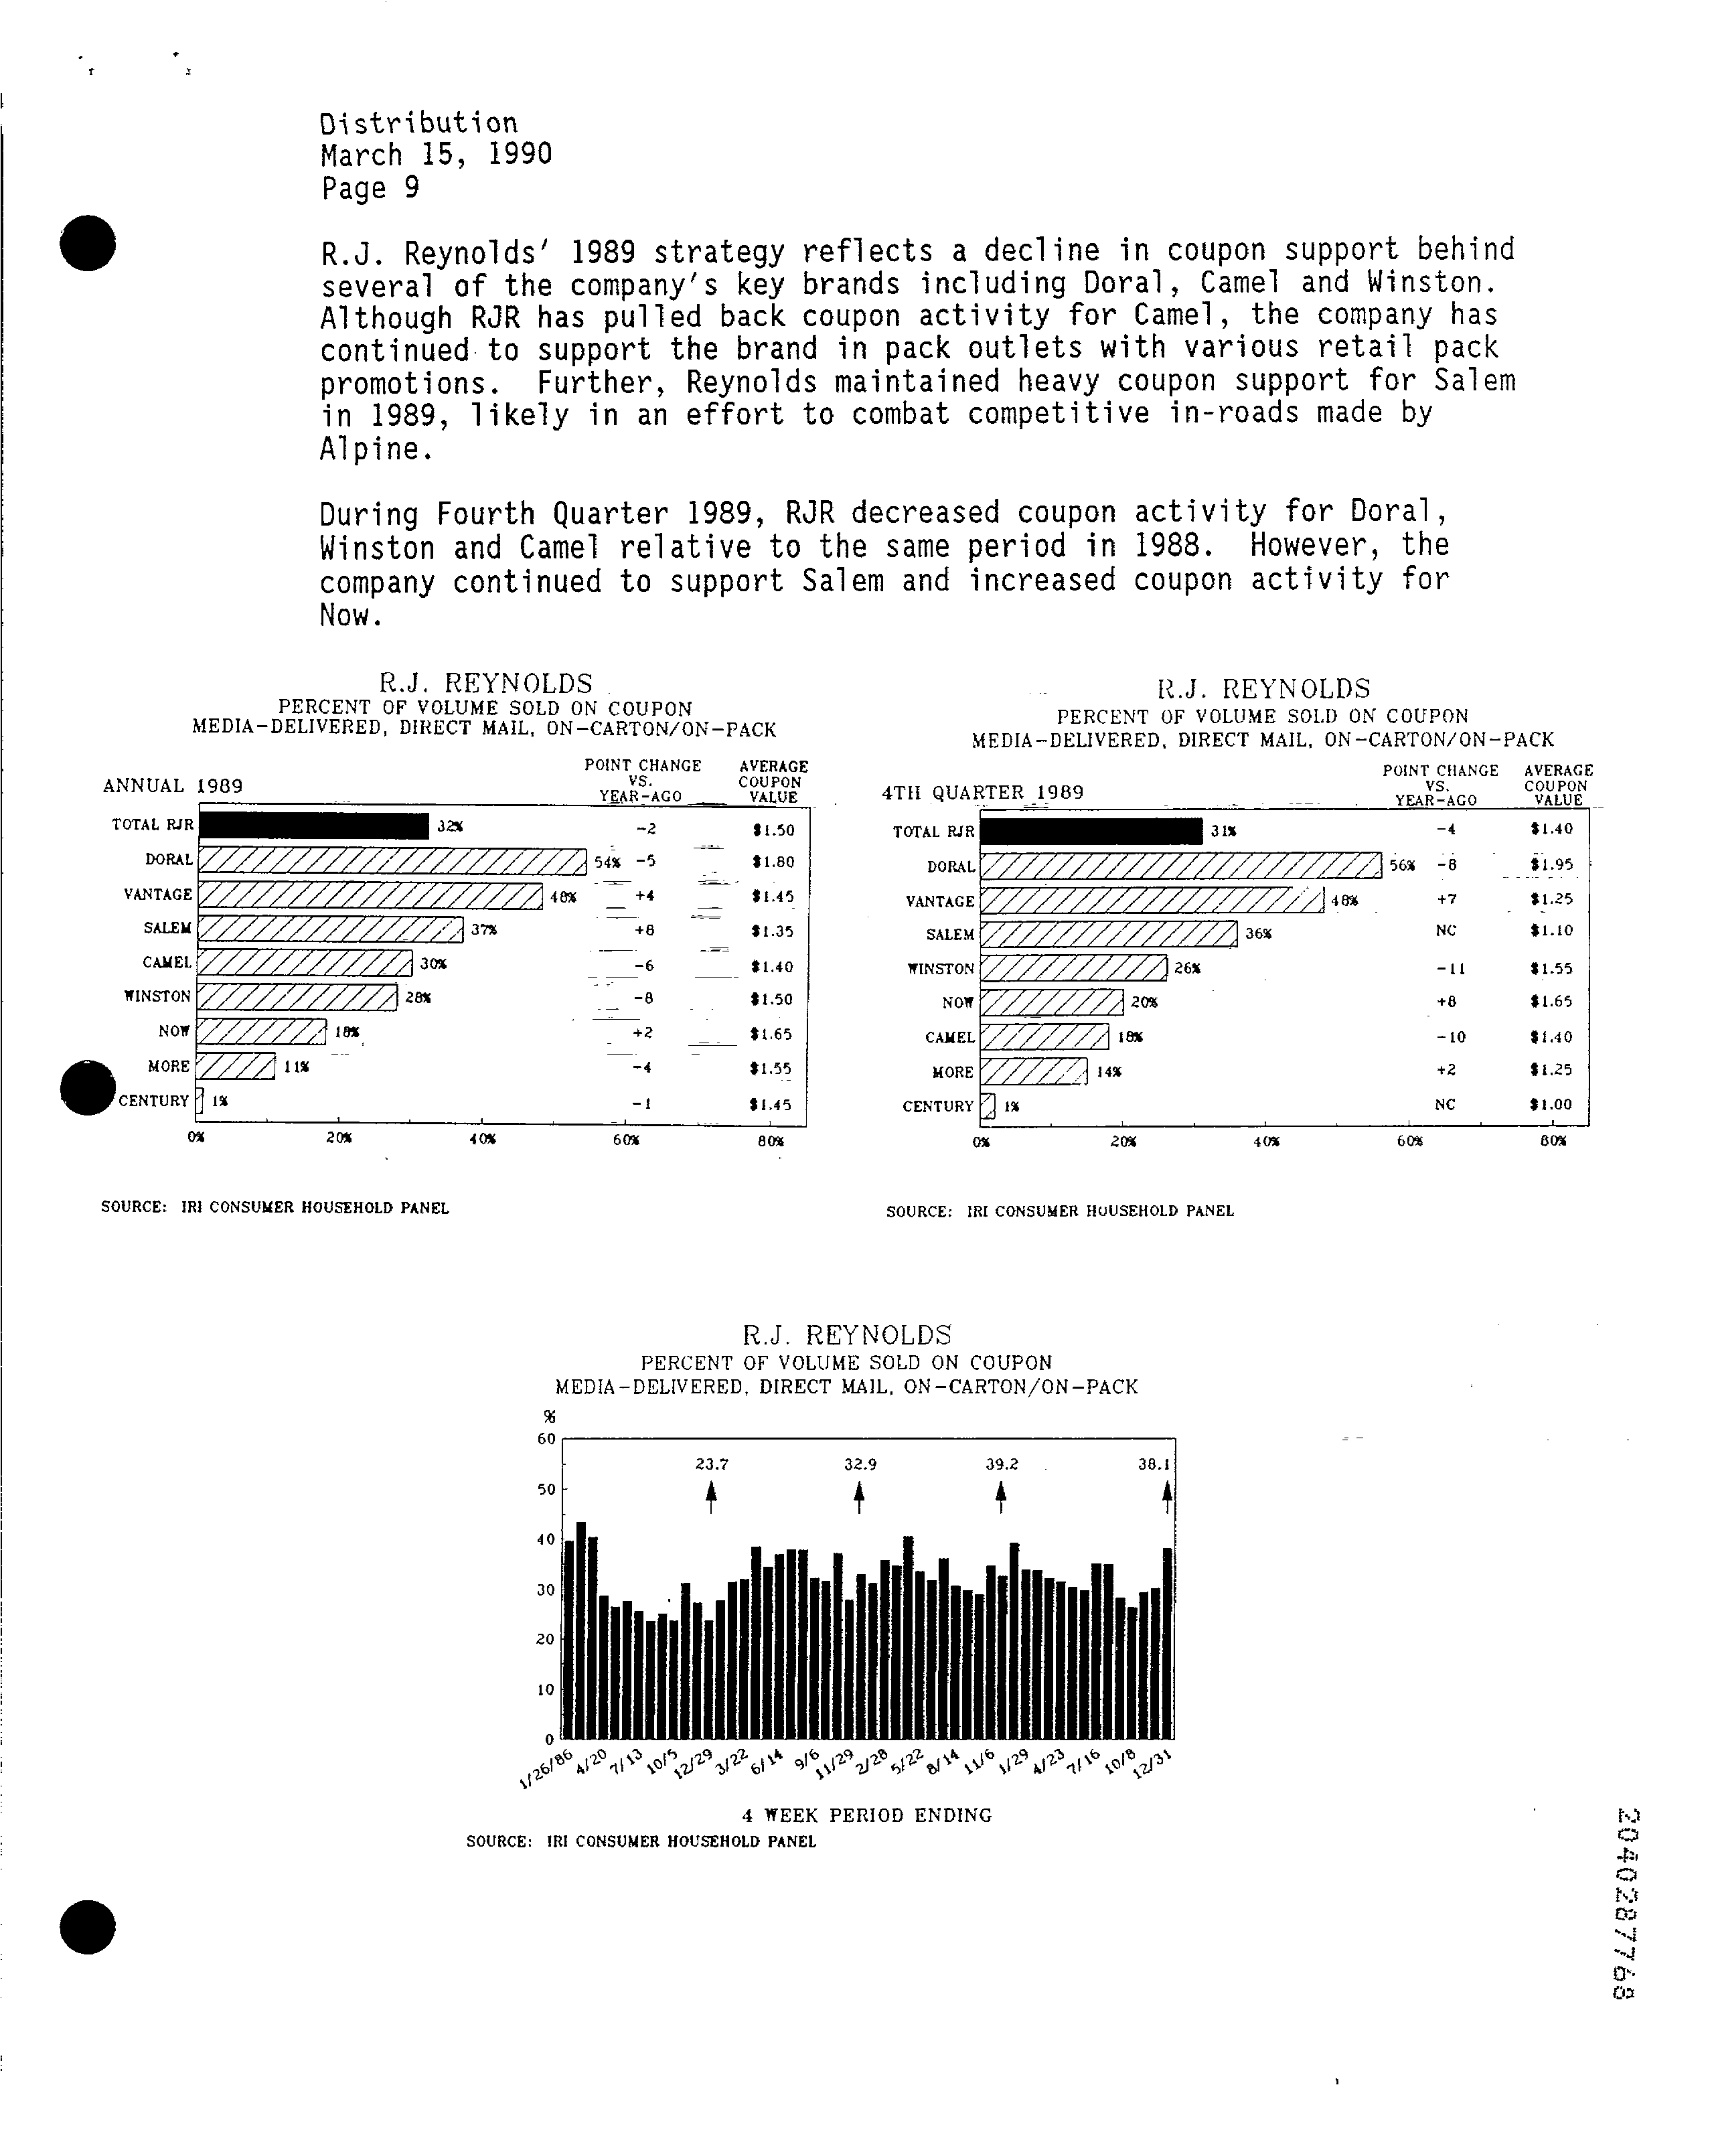 Distribution
March 15, 1990
Page 9
R.J. Reynolds' 1989 strategy reflects a decline in coupon support behind
several of the company's key brands including Doral, Camel and Winston.
Although RJR has pulled back coupon activity for Camel, the company has
continued to support the brand in pack outlets with various retail pack
promotions. Further, Reynolds maintained heavy coupon support for Salem
in 1989, likely in an effort to combat competitive in-roads made by
Alpine.
During Fourth Quarter 1989, RJR decreased coupon activity for Doral,
Winston and Camel relative to the same period in 1988. However, the
company continued to support Salem and increased coupon activity for
Now.
R.J. REYNOLDS
PERCENT OF VOLUME SOLD ON COUPON
MEDIA-DELIVERED, DIRECT MAIL, ON-CARTON/ON-PACK
ANNUAL 1989
POINT CHANGE
VS.
YEAR-AGO
AVERAGE
COUPON
VALUE
TOTAL RJR 32% -2 $1.50
DORAL 54% -5 $1.80
VANTAGE 48% +4 $1.45
SALEM 37% +8 $1.35
CAMEL 30% -6 $1.40
WINSTON 28% -8 $1.50
NOW 18% +2 $1.65
MORE 11% -4 $1.55
CENTURY 1% -1 $1.45
0% 20% 40% 60% 80%
SOURCE: IRI CONSUMER HOUSEHOLD PANEL
R.J. REYNOLDS
PERCENT OF VOLUME SOLD ON COUPON
MEDIA-DELIVERED, DIRECT MAIL, ON-CARTON/ON-PACK
4TH QUARTER 1989
POINT CHANGE
VS.
YEAR-AGO
AVERAGE
COUPON
VALUE
TOTAL RJR 31% -4 $1.40
DORAL 56% -8 $1.95
VANTAGE 48% +7 $1.25
SALEM 36% NC $1.10
WINSTON 26% -11 $1.55
NOW 20% +8 $1.65
CAMEL 18% -10 $1.40
MORE 14% +2 $1.25
CENTURY 1% NC $1.00
0% 20% 40% 60% 80%
SOURCE: IRI CONSUMER HOUSEHOLD PANEL
R.J. REYNOLDS
PERCENT OF VOLUME SOLD ON COUPON
MEDIA-DELIVERED, DIRECT MAIL, ON-CARTON/ON-PACK
%
60
23.7 32.9 39.2 38.1
50
40
30
20
10
0
1/26/86 4/20 7/13 10/5 12/29 3/22 6/14 9/6 11/29 2/28 5/22 8/14 11/6 1/29 4/23 7/16 10/8 12/31
4 WEEK PERIOD ENDING
SOURCE: IRI CONSUMER HOUSEHOLD PANEL
2040287768